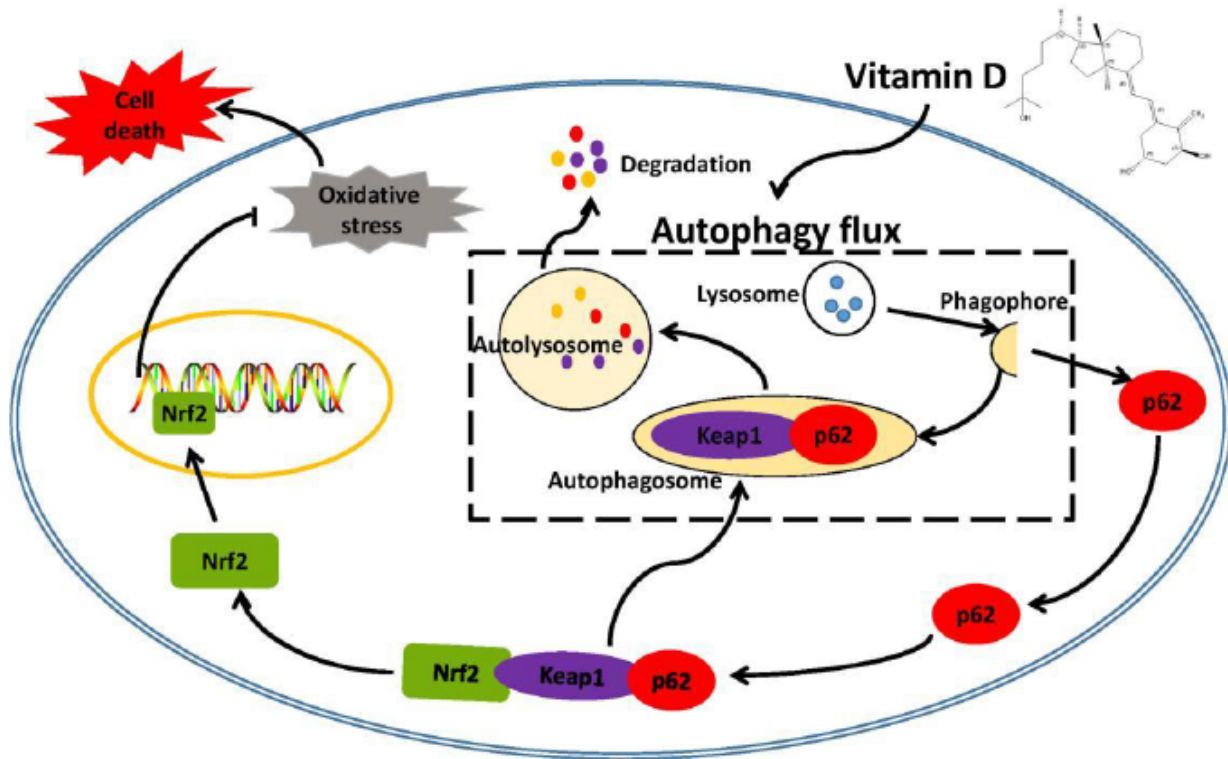 Vitamin D
Cell
death
Oxidative
stress
Degradation
Autophagy flux
Lysosome
Phagophore
Autolysosome
p62
Keap1
p62
Autophagosome
Nrf2
Nrf2
p62
Nrf2
Keap1
p62
OH